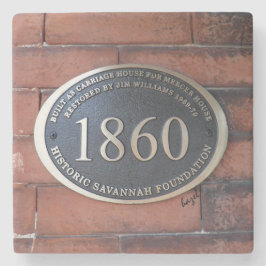 BUILT AS CARRIAGE HOUSE FOR MERCER HOUSE
RESTORED BY JIM WILLIAMS 1969-70
1860
HISTORIC SAVANNAH FOUNDATION